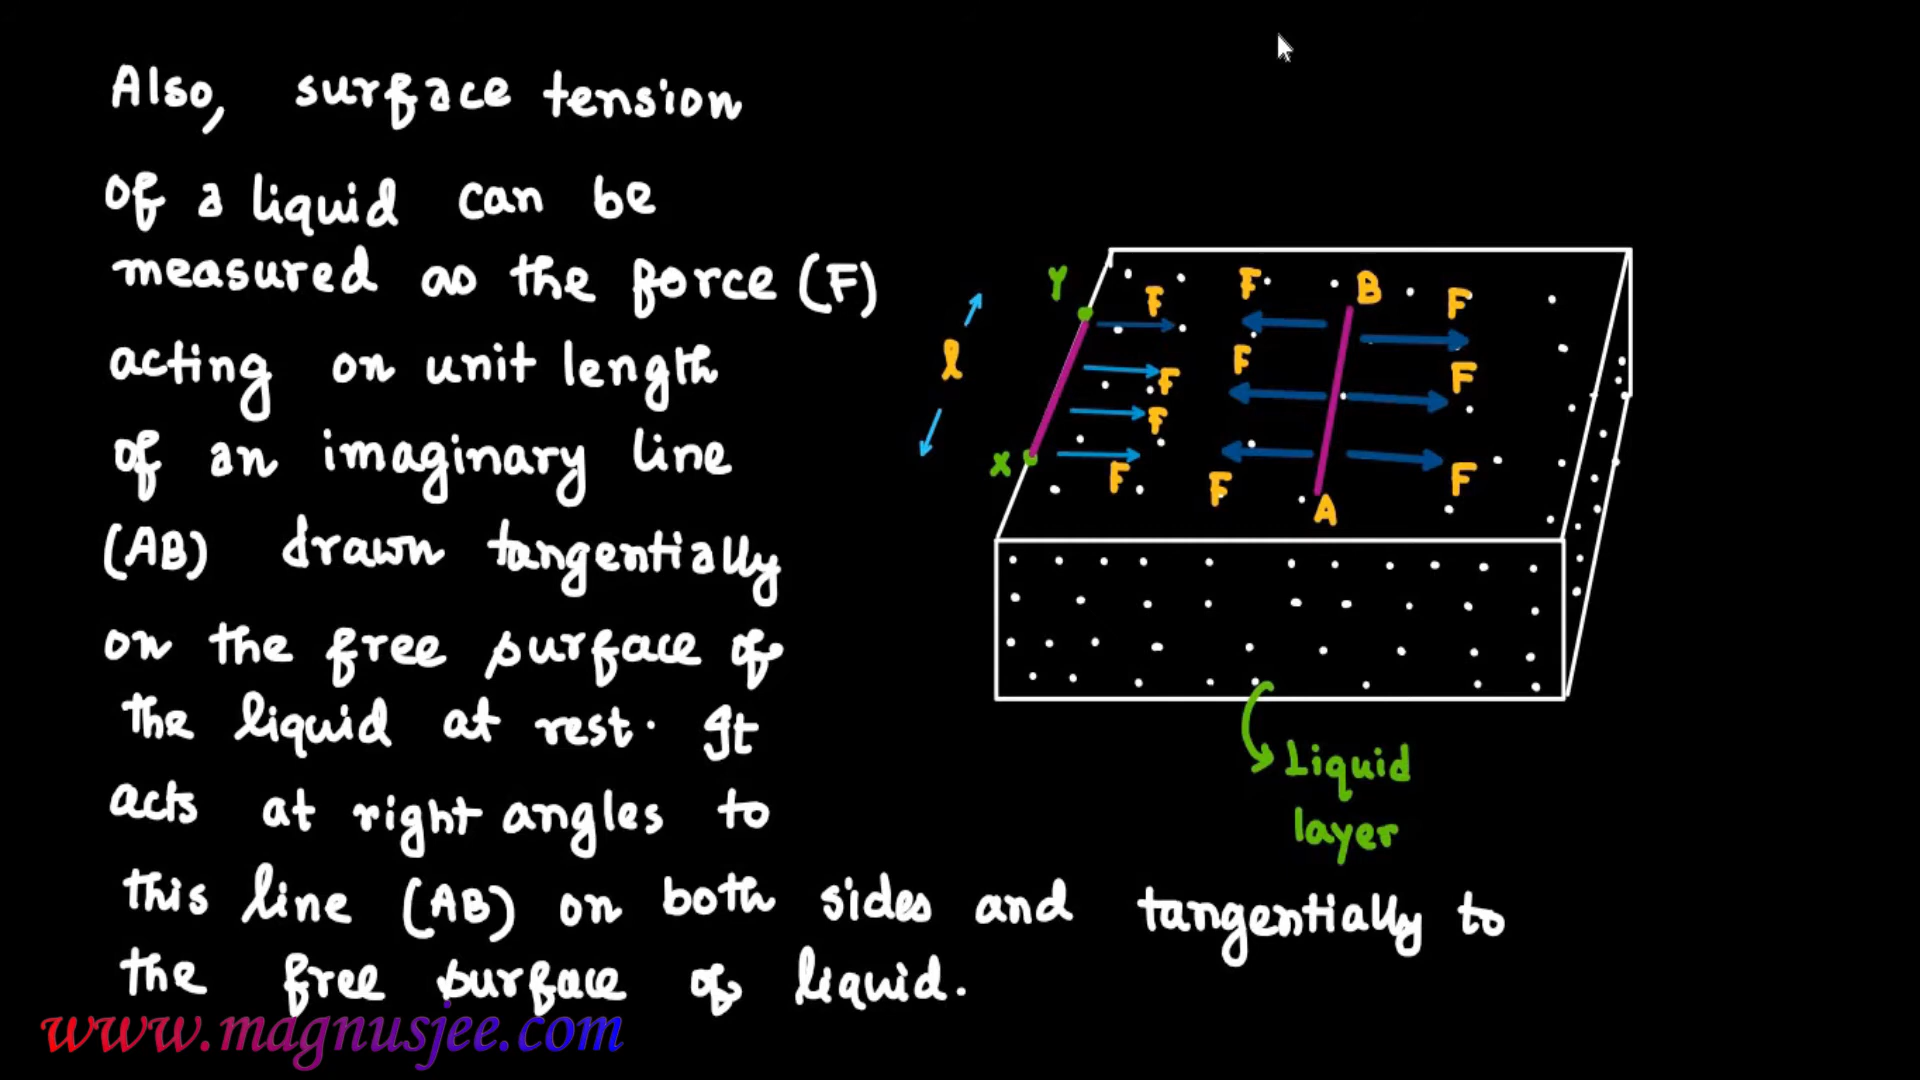 Also, surface tension
of a liquid can be
measured as the force (F)
acting on unit length
of an imaginary line
(AB) drawn tangentially
on the free surface of
the liquid at rest. It
acts at right angles to
this line (AB) on both sides and tangentially to
the free surface of liquid.
Y
F
F
B
F
l
F
F
F
F
X
F
F
F
A
Liquid
layer
www.magnusjee.com